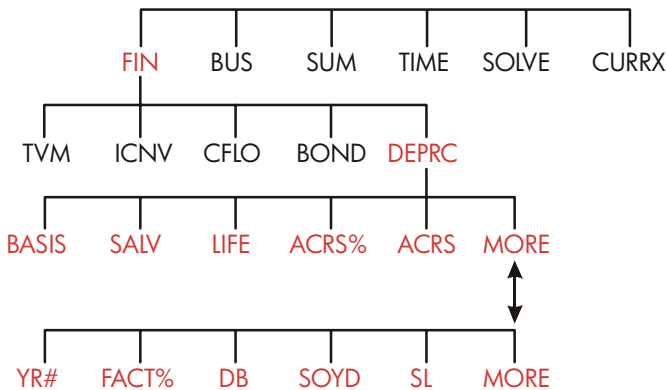 FIN BUS SUM TIME SOLVE CURRX
TVM ICNV CFLO BOND DEPRC
BASIS SALV LIFE ACRS% ACRS MORE
YR# FACT% DB SOYD SL MORE